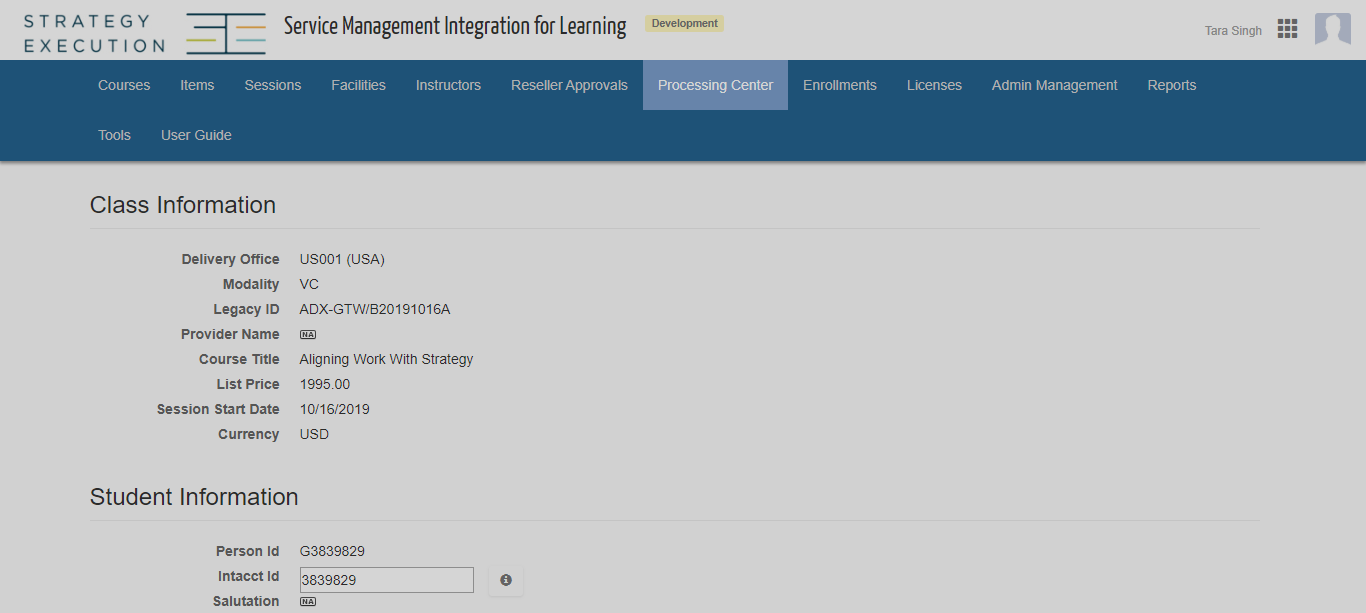 STRATEGY
EXECUTION
Service Management Integration for Learning
Development
Tara Singh
Courses Items Sessions Facilities Instructors Reseller Approvals Processing Center Enrollments Licenses Admin Management Reports
Tools User Guide
Class Information
Delivery Office US001 (USA)
Modality VC
Legacy ID ADX-GTW/B20191016A
Provider Name NA
Course Title Aligning Work With Strategy
List Price 1995.00
Session Start Date 10/16/2019
Currency USD
Student Information
Person Id G3839829
Intacct Id 3839829
Salutation NA